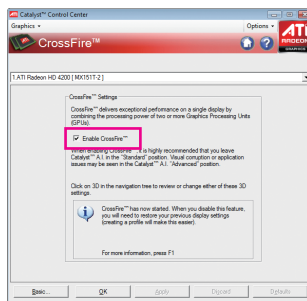 Catalyst™ Control Center
Graphics
Options
ATI
RADEON
GRAPHICS
CrossFire™
1.ATI Radeon HD 4200 [ MX151T-2 ]
CrossFire™ Settings
CrossFire™ delivers exceptional performance on a single display by
combining the processing power of two or more Graphics Processing Units
(GPUs).
Enable CrossFire™
When enabling CrossFire™, it is highly recommended that you leave
Catalyst™ A.I. in the "Standard" position. Visual corruption or application
issues may be seen in the Catalyst™ A.I. "Advanced" position.
Click on 3D in the navigation tree to review or change either of these 3D
settings.
CrossFire™ has now started. When you disable this feature,
you will need to restore your previous display settings
(creating a profile will make this easier).
For more information, press F1
Basic...
OK
Apply
Discard
Defaults